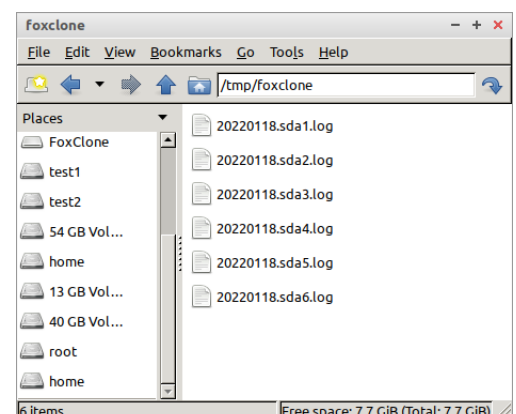 foxclone
File Edit View Bookmarks Go Tools Help
/tmp/foxclone
Places
FoxClone
test1
test2
54 GB Vol...
home
13 GB Vol...
40 GB Vol...
root
home
20220118.sda1.log
20220118.sda2.log
20220118.sda3.log
20220118.sda4.log
20220118.sda5.log
20220118.sda6.log
6 items
Free space: 7.7 GiB (Total: 7.7 GiB)